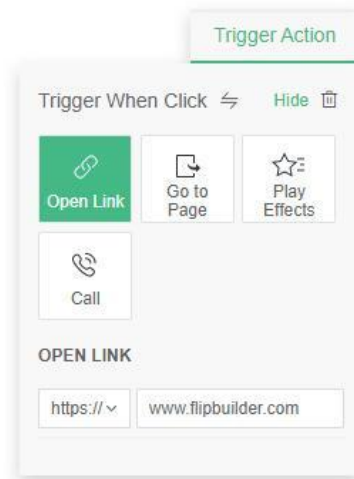 Trigger Action
Trigger When Click Hide
Open Link
Go to
Page
Play
Effects
Call
OPEN LINK
https:// www.flipbuilder.com